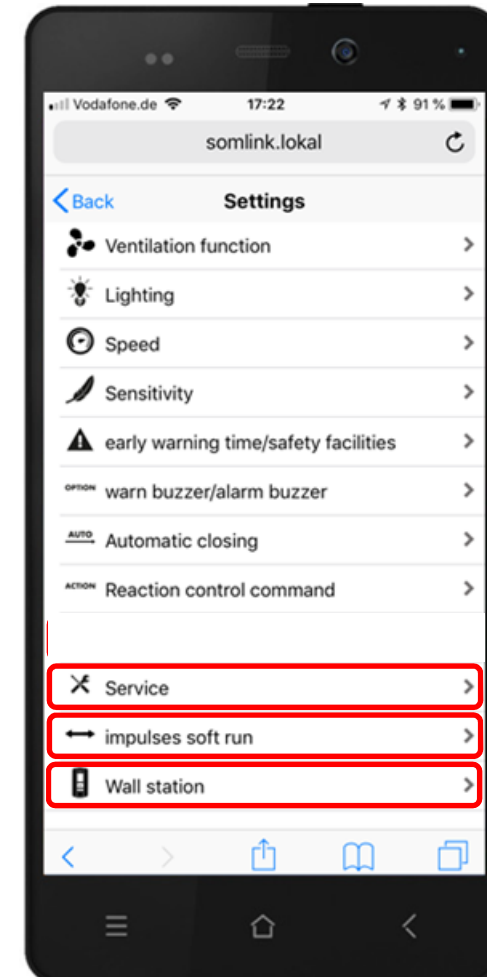 Vodafone.de 17:22 91 %
somlink.lokal
Back Settings
Ventilation function
Lighting
Speed
Sensitivity
early warning time/safety facilities
OPTION warn buzzer/alarm buzzer
AUTO Automatic closing
ACTION Reaction control command
Service
impulses soft run
Wall station